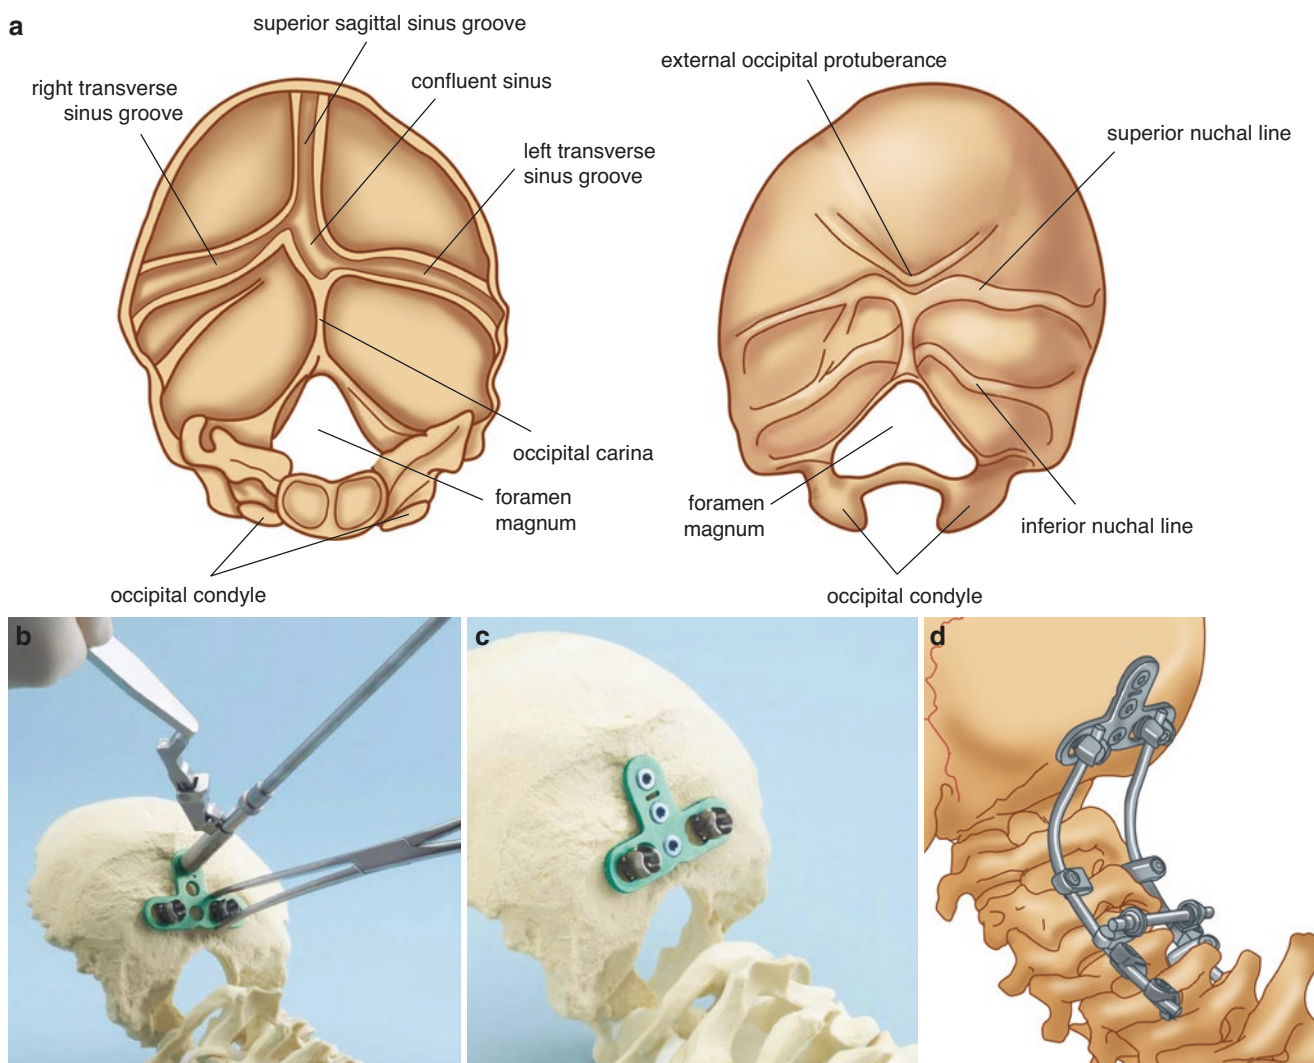 a
superior sagittal sinus groove
right transverse
sinus groove
confluent sinus
left transverse
sinus groove
occipital carina
foramen
magnum
occipital condyle
external occipital protuberance
superior nuchal line
foramen
magnum
inferior nuchal line
occipital condyle
b
c
d